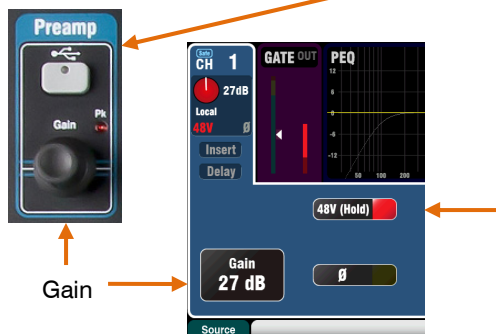 Preamp
Gain
Pk
Gain
Safe
CH 1
27dB
Local
48V Ø
Insert
Delay
GATE OUT
PEQ
12
6
0
-6
-12
50 100 200
48V (Hold)
Gain
27 dB
Ø
Source